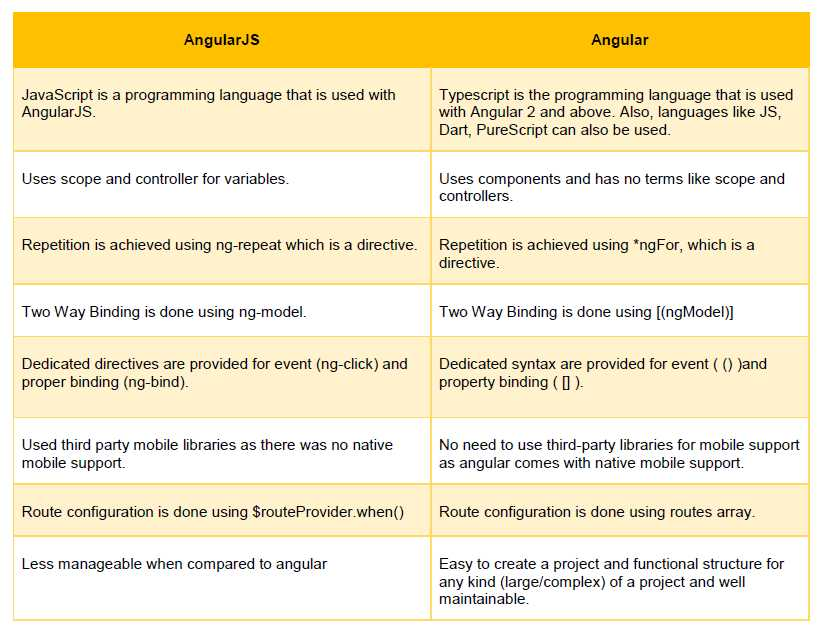 AngularJS
Angular
JavaScript is a programming language that is used with
AngularJS.
Typescript is the programming language that is used
with Angular 2 and above. Also, languages like JS,
Dart, PureScript can also be used.
Uses scope and controller for variables.
Uses components and has no terms like scope and
controllers.
Repetition is achieved using ng-repeat which is a directive.
Repetition is achieved using *ngFor, which is a
directive.
Two Way Binding is done using ng-model.
Two Way Binding is done using [(ngModel)]
Dedicated directives are provided for event (ng-click) and
proper binding (ng-bind).
Dedicated syntax are provided for event ( () )and
property binding ( [] ).
Used third party mobile libraries as there was no native
mobile support.
No need to use third-party libraries for mobile support
as angular comes with native mobile support.
Route configuration is done using $routeProvider.when()
Route configuration is done using routes array.
Less manageable when compared to angular
Easy to create a project and functional structure for
any kind (large/complex) of a project and well
maintainable.